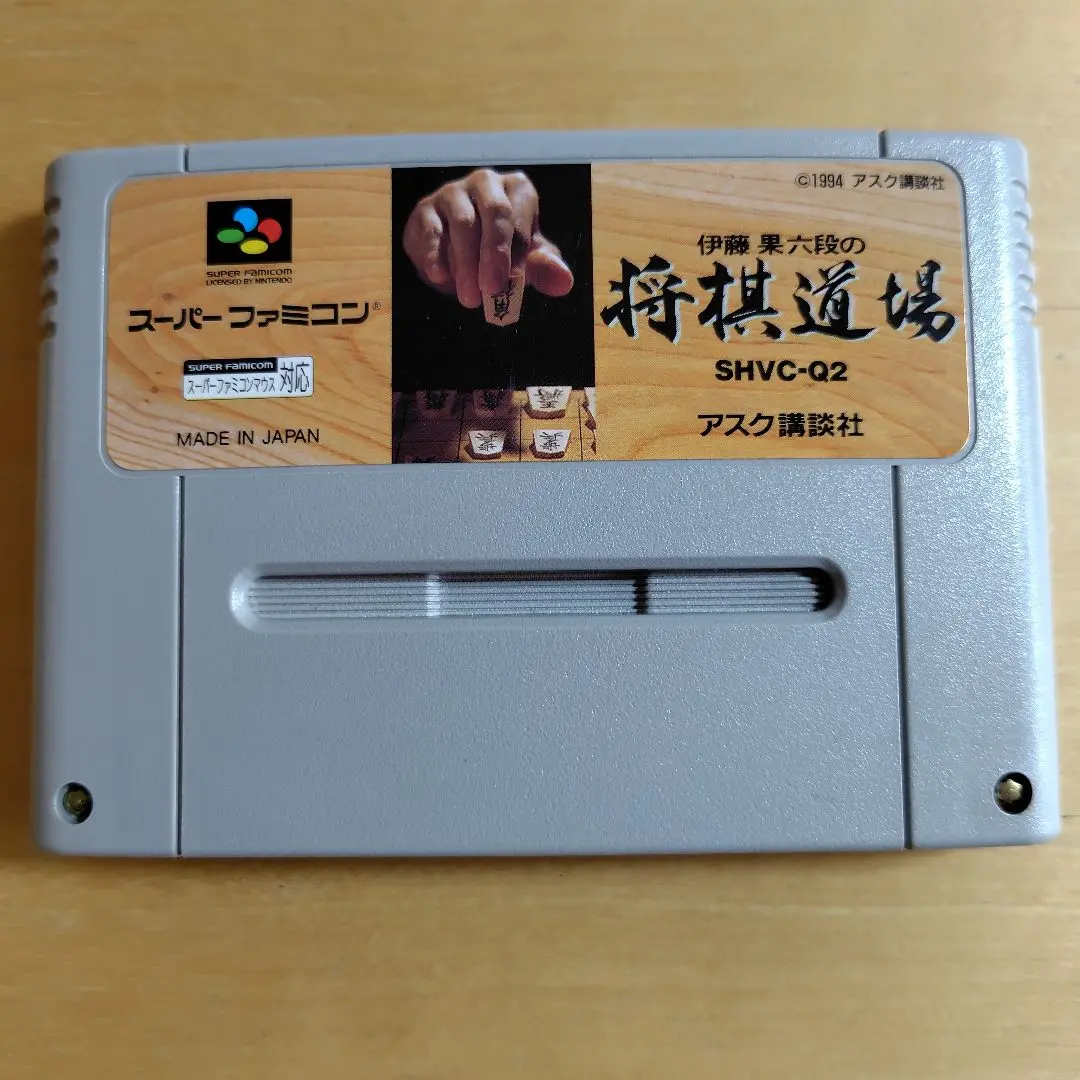 SUPER FAMICOM
LICENSED BY NINTENDO
スーパーファミコン®
SUPER FAMICOM
スーパーファミコンマウス対応
MADE IN JAPAN
©1994 アスク講談社
伊藤 果六段の
将棋道場
SHVC-Q2
アスク講談社